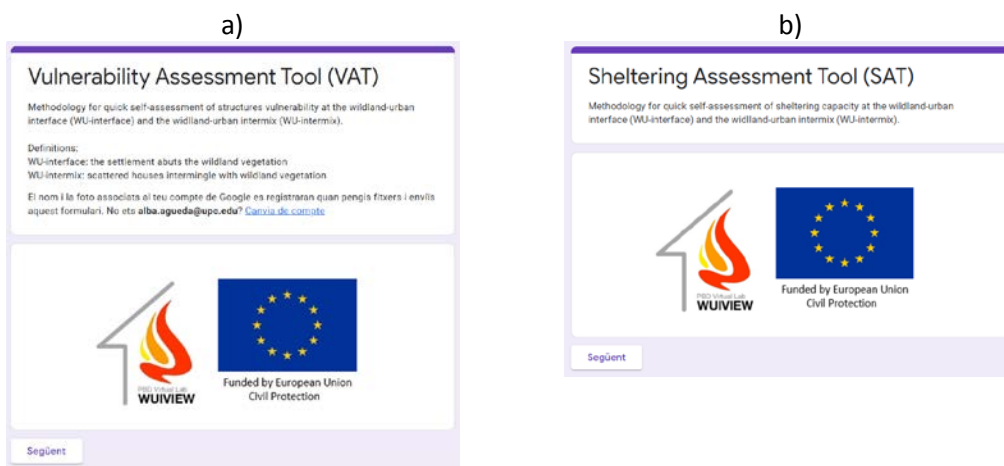 a)
Vulnerability Assessment Tool (VAT)
Methodology for quick self-assessment of structures vulnerability at the wildland-urban
interface (WU-interface) and the widlland-urban intermix (WU-intermix).
Definitions:
WU-interface: the settlement abuts the wildland vegetation
WU-intermix: scattered houses intermingle with wildland vegetation
El nom i la foto associats al teu compte de Google es registraran quan pengis fitxers i enviïs
aquest formulari. No ets alba.agueda@upc.edu? Canvia de compte
PBD Virtual Lab
WUIVIEW
Funded by European Union
Civil Protection
Següent
b)
Sheltering Assessment Tool (SAT)
Methodology for quick self-assessment of sheltering capacity at the wildland-urban
interface (WU-interface) and the widlland-urban intermix (WU-intermix).
PBD Virtual Lab
WUIVIEW
Funded by European Union
Civil Protection
Següent